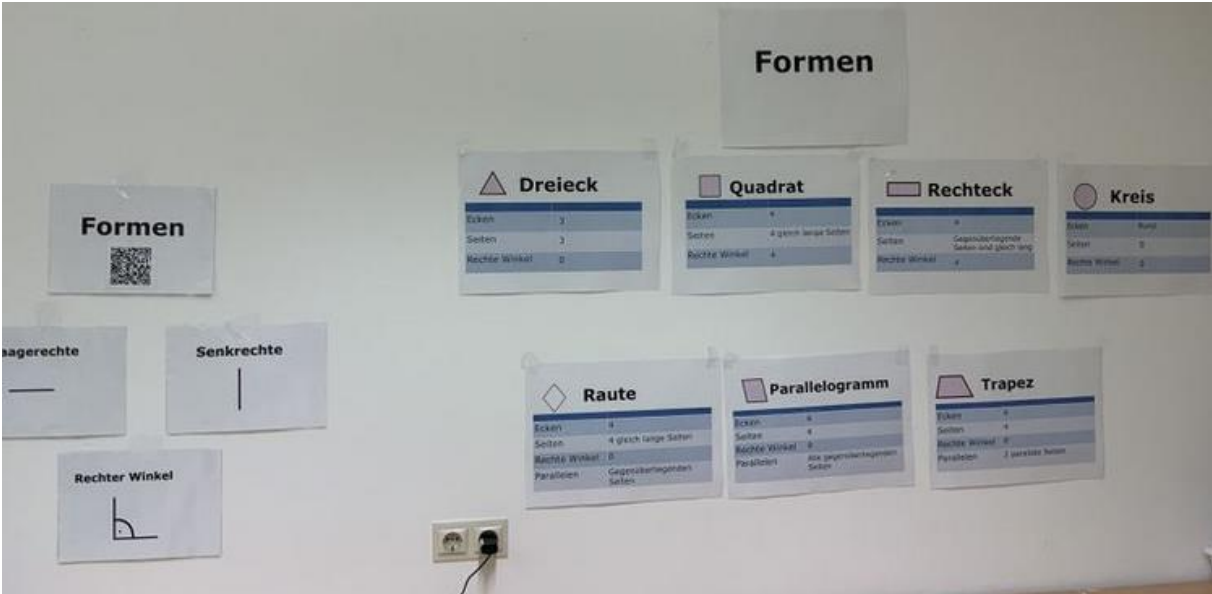 Formen
Formen
aagerechte
Senkrechte
Rechter Winkel
Dreieck
Ecken 3
Seiten 3
Rechte Winkel 0
Quadrat
Ecken 4
Seiten 4 gleich lange Seiten
Rechte Winkel 4
Rechteck
Ecken 4
Seiten Gegenüberliegende
Seiten sind gleich lang
Rechte Winkel 4
Kreis
Ecken Rund
Seiten 0
Rechte Winkel 0
Raute
Ecken 4
Seiten 4 gleich lange Seiten
Rechte Winkel 0
Parallelen Gegenüberliegenden
Seiten
Parallelogramm
Ecken 4
Seiten 4
Rechte Winkel 0
Parallelen Alle gegenüberliegenden
Seiten
Trapez
Ecken 4
Seiten 4
Rechte Winkel 0
Parallelen 2 parallele Seiten